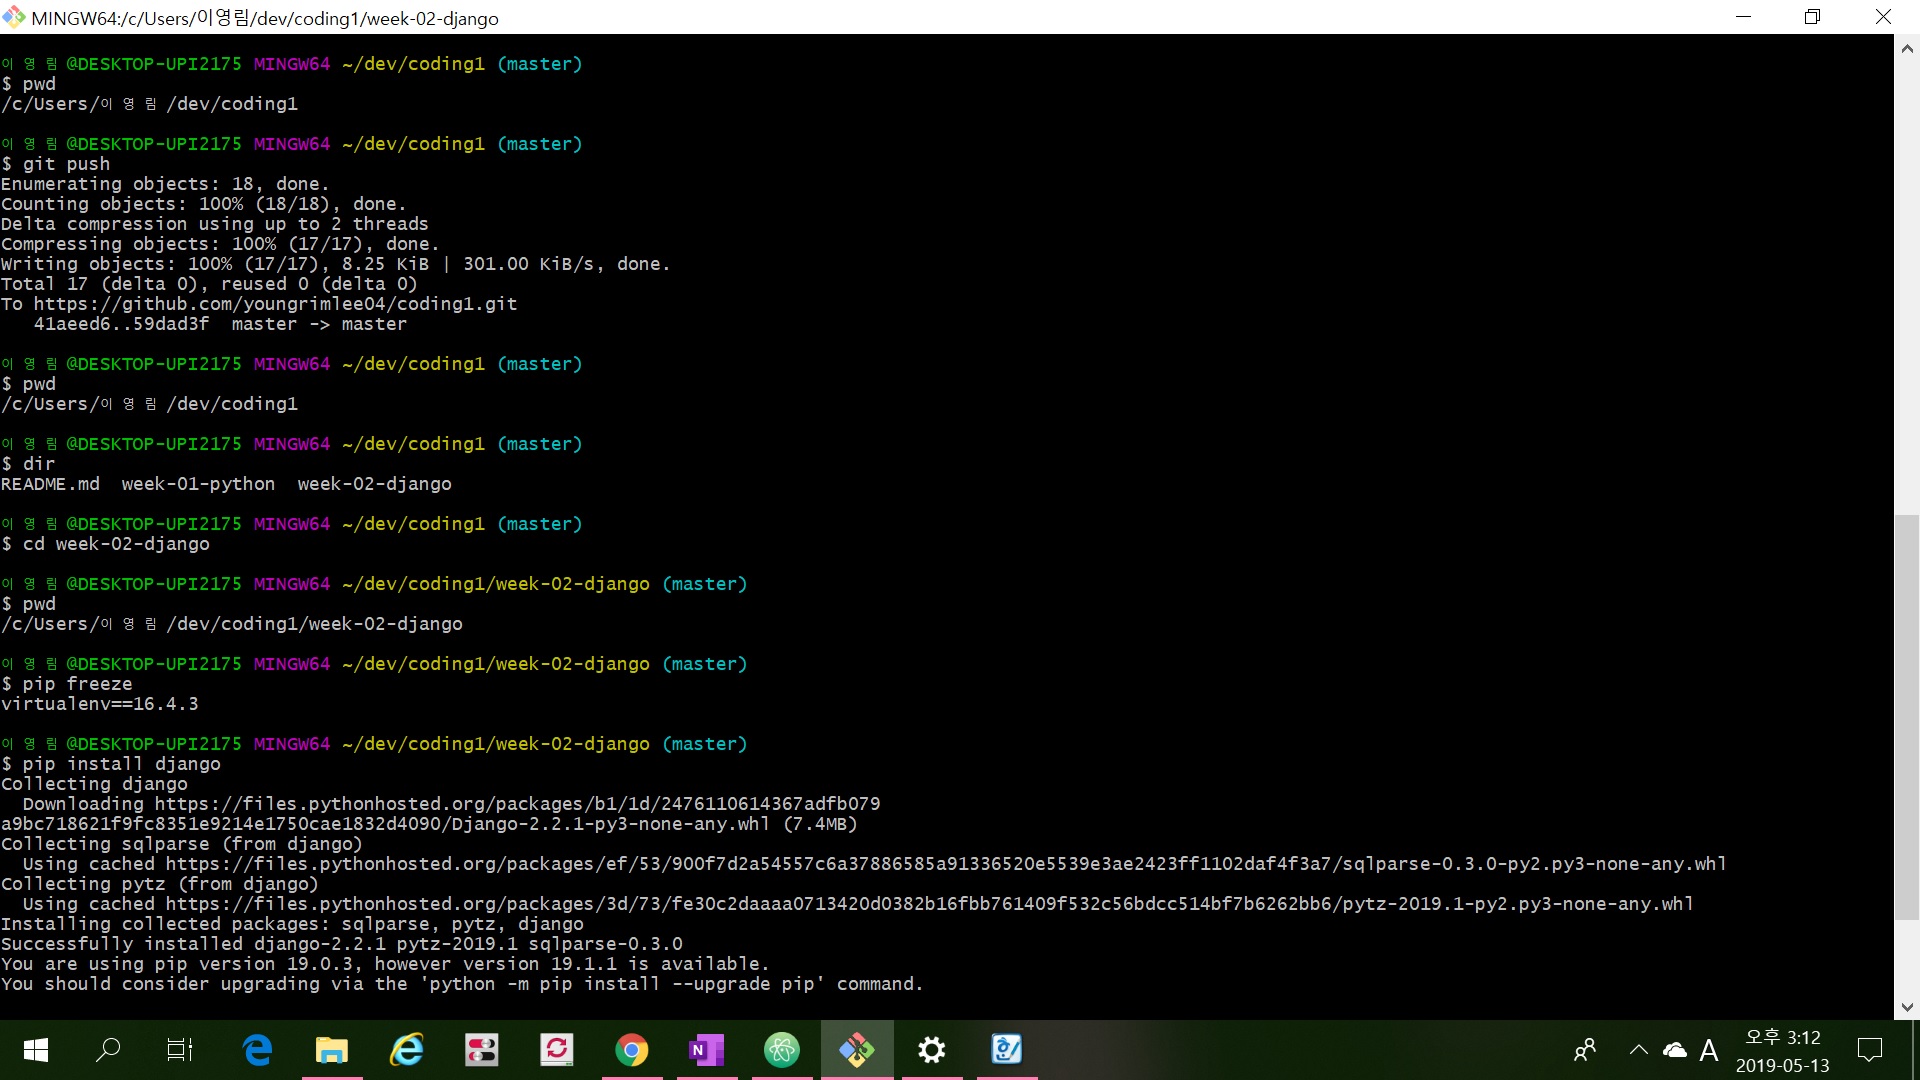 MINGW64:/c/Users/이영림/dev/coding1/week-02-django
이영림@DESKTOP-UPI2175 MINGW64 ~/dev/coding1 (master)
$ pwd
/c/Users/이영림/dev/coding1
이영림@DESKTOP-UPI2175 MINGW64 ~/dev/coding1 (master)
$ git push
Enumerating objects: 18, done.
Counting objects: 100% (18/18), done.
Delta compression using up to 2 threads
Compressing objects: 100% (17/17), done.
Writing objects: 100% (17/17), 8.25 KiB | 301.00 KiB/s, done.
Total 17 (delta 0), reused 0 (delta 0)
To https://github.com/youngrimlee04/coding1.git
   41aeed6..59dad3f  master -> master
이영림@DESKTOP-UPI2175 MINGW64 ~/dev/coding1 (master)
$ pwd
/c/Users/이영림/dev/coding1
이영림@DESKTOP-UPI2175 MINGW64 ~/dev/coding1 (master)
$ dir
README.md  week-01-python  week-02-django
이영림@DESKTOP-UPI2175 MINGW64 ~/dev/coding1 (master)
$ cd week-02-django
이영림@DESKTOP-UPI2175 MINGW64 ~/dev/coding1/week-02-django (master)
$ pwd
/c/Users/이영림/dev/coding1/week-02-django
이영림@DESKTOP-UPI2175 MINGW64 ~/dev/coding1/week-02-django (master)
$ pip freeze
virtualenv==16.4.3
이영림@DESKTOP-UPI2175 MINGW64 ~/dev/coding1/week-02-django (master)
$ pip install django
Collecting django
  Downloading https://files.pythonhosted.org/packages/b1/1d/2476110614367adfb079
a9bc718621f9fc8351e9214e1750cae1832d4090/Django-2.2.1-py3-none-any.whl (7.4MB)
Collecting sqlparse (from django)
  Using cached https://files.pythonhosted.org/packages/ef/53/900f7d2a54557c6a37886585a91336520e5539e3ae2423ff1102daf4f3a7/sqlparse-0.3.0-py2.py3-none-any.whl
Collecting pytz (from django)
  Using cached https://files.pythonhosted.org/packages/3d/73/fe30c2daaaa0713420d0382b16fbb761409f532c56bdcc514bf7b6262bb6/pytz-2019.1-py2.py3-none-any.whl
Installing collected packages: sqlparse, pytz, django
Successfully installed django-2.2.1 pytz-2019.1 sqlparse-0.3.0
You are using pip version 19.0.3, however version 19.1.1 is available.
You should consider upgrading via the 'python -m pip install --upgrade pip' command.
A
오후 3:12
2019-05-13